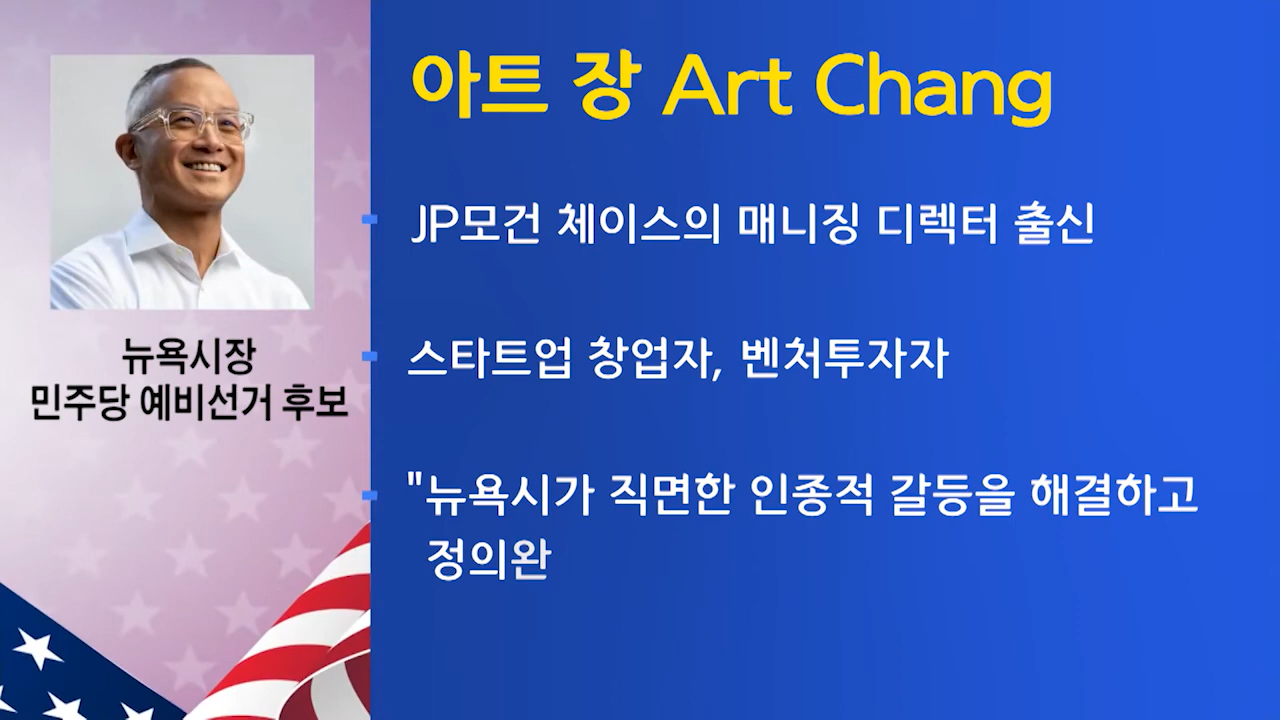 아트 장 Art Chang
JP모건 체이스의 매니징 디렉터 출신
스타트업 창업자, 벤처투자자
"뉴욕시가 직면한 인종적 갈등을 해결하고
정의완
뉴욕시장
민주당 예비선거 후보